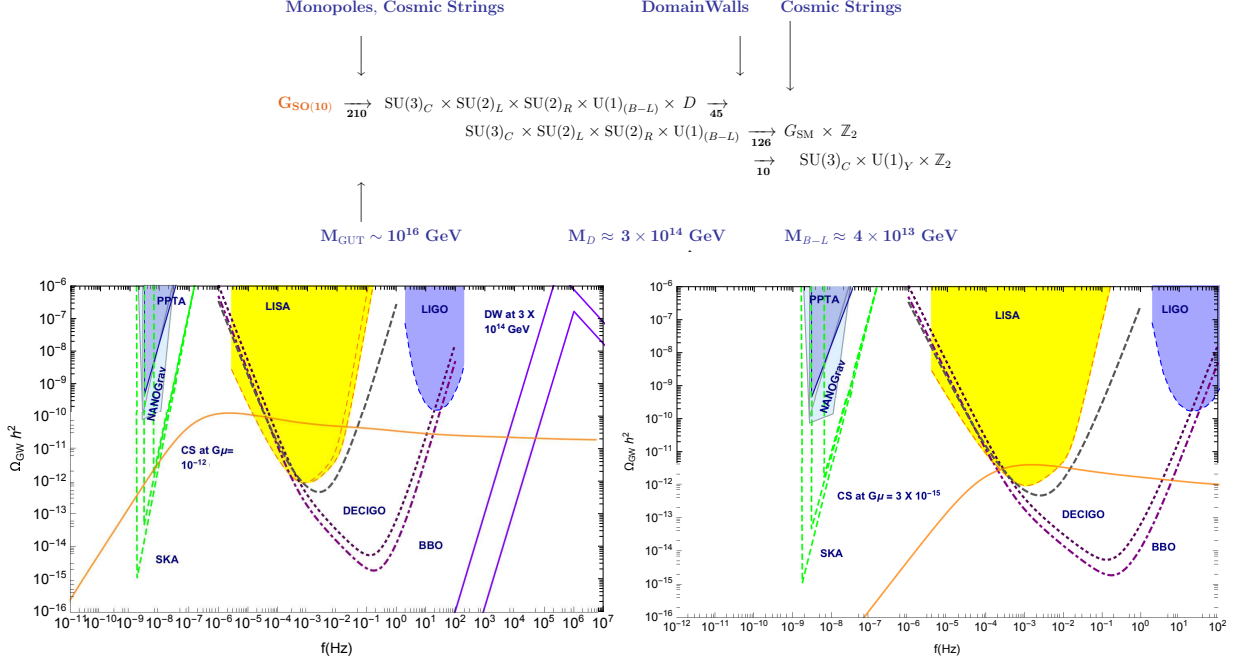 Monopoles, Cosmic Strings DomainWalls Cosmic Strings
G_SO(10) →_210 SU(3)_C × SU(2)_L × SU(2)_R × U(1)_(B−L) × D →_45
SU(3)_C × SU(2)_L × SU(2)_R × U(1)_(B−L) →_126 G_SM × ℤ_2
→_10 SU(3)_C × U(1)_Y × ℤ_2
M_GUT ∼ 10^16 GeV M_D ≈ 3 × 10^14 GeV M_B−L ≈ 4 × 10^13 GeV
10^−6
10^−7
10^−8
10^−9
10^−10
10^−11
10^−12
10^−13
10^−14
10^−15
10^−16
Ω_GW h^2
PPTA
NANOGrav
LISA
LIGO
DW at 3 X
10^14 GeV
CS at Gμ=
10^−12
SKA
DECIGO
BBO
10^−11 10^−10 10^−9 10^−8 10^−7 10^−6 10^−5 10^−4 10^−3 10^−2 10^−1 10^0 10^1 10^2 10^3 10^4 10^5 10^6 10^7
f(Hz)
10^−6
10^−7
10^−8
10^−9
10^−10
10^−11
10^−12
10^−13
10^−14
10^−15
10^−16
Ω_GW h^2
PPTA
NANOGrav
LISA
LIGO
CS at Gμ = 3 X 10^−15
SKA
DECIGO
BBO
10^−12 10^−11 10^−10 10^−9 10^−8 10^−7 10^−6 10^−5 10^−4 10^−3 10^−2 10^−1 10^0 10^1 10^2
f(Hz)